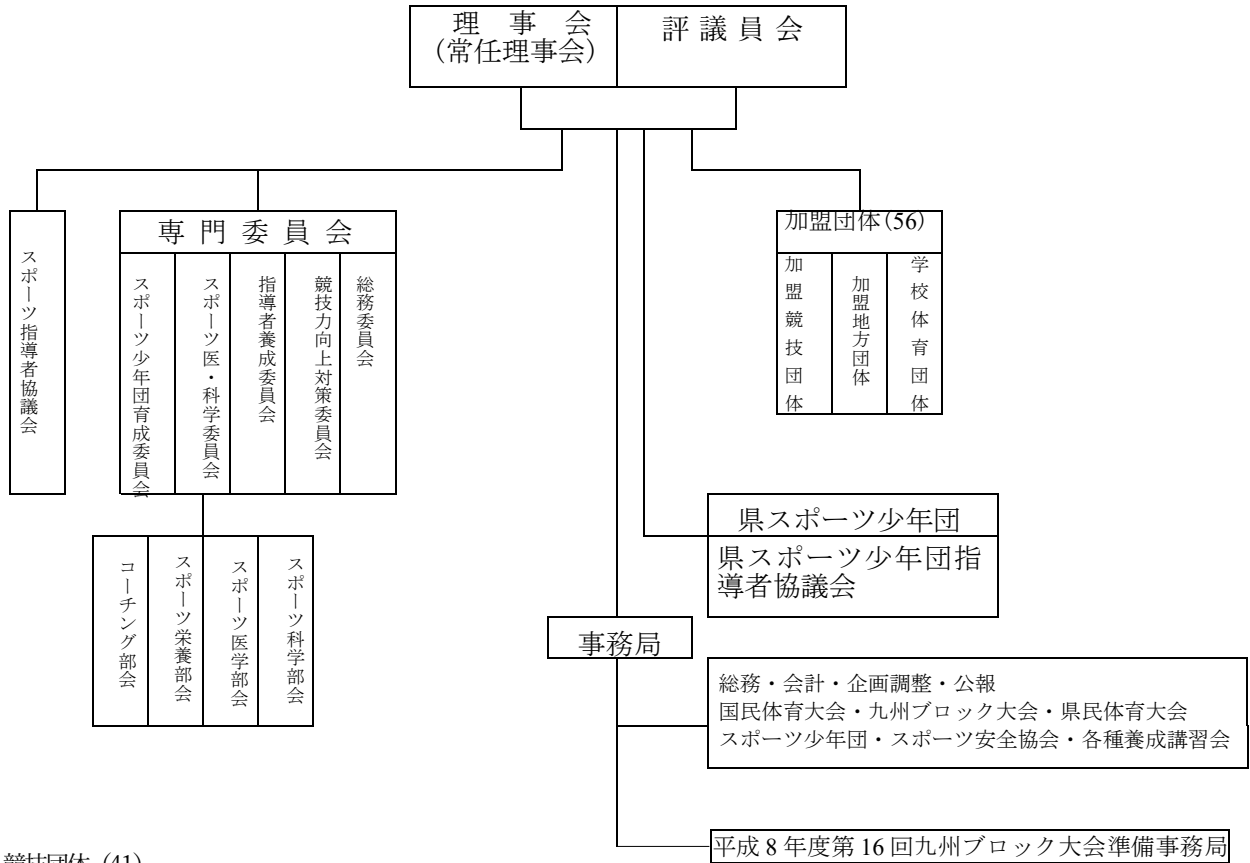 理事会
(常任理事会)
評議員会
スポーツ指導者協議会
専門委員会
スポーツ少年団育成委員会
スポーツ医・科学委員会
指導者養成委員会
競技力向上対策委員会
総務委員会
加盟団体(56)
加盟競技団体
加盟地方団体
学校体育団体
コーチング部会
スポーツ栄養部会
スポーツ医学部会
スポーツ科学部会
県スポーツ少年団
県スポーツ少年団指
導者協議会
事務局
総務・会計・企画調整・公報
国民体育大会・九州ブロック大会・県民体育大会
スポーツ少年団・スポーツ安全協会・各種養成講習会
平成8年度第16回九州ブロック大会準備事務局
競技団体 (41)